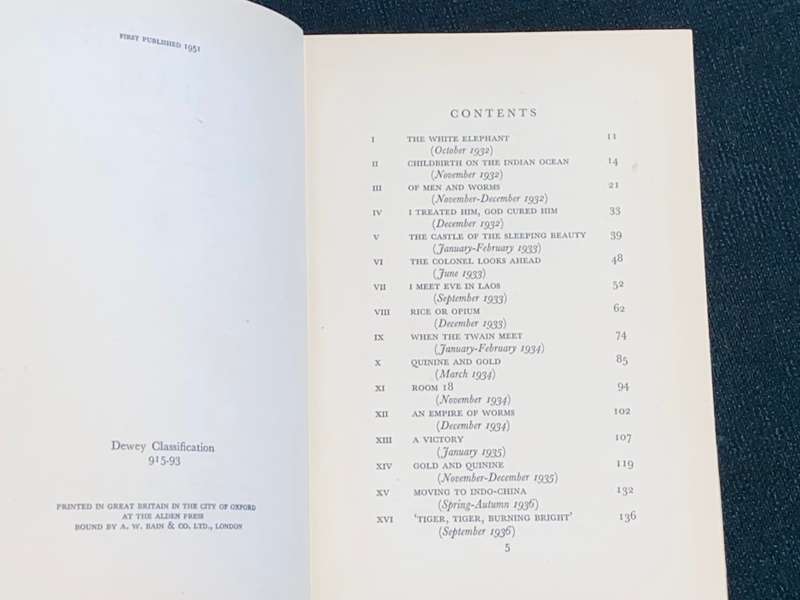 FIRST PUBLISHED 1951
Dewey Classification
915.93
PRINTED IN GREAT BRITAIN IN THE CITY OF OXFORD
AT THE ALDEN PRESS
BOUND BY A. W. BAIN & CO. LTD., LONDON
CONTENTS
I THE WHITE ELEPHANT 11
(October 1932)
II CHILDBIRTH ON THE INDIAN OCEAN 14
(November 1932)
III OF MEN AND WORMS 21
(November-December 1932)
IV I TREATED HIM, GOD CURED HIM 33
(December 1932)
V THE CASTLE OF THE SLEEPING BEAUTY 39
(January-February 1933)
VI THE COLONEL LOOKS AHEAD 48
(June 1933)
VII I MEET EVE IN LAOS 52
(September 1933)
VIII RICE OR OPIUM 62
(December 1933)
IX WHEN THE TWAIN MEET 74
(January-February 1934)
X QUININE AND GOLD 85
(March 1934)
XI ROOM 18 94
(November 1934)
XII AN EMPIRE OF WORMS 102
(December 1934)
XIII A VICTORY 107
(January 1935)
XIV GOLD AND QUININE 119
(November-December 1935)
XV MOVING TO INDO-CHINA 132
(Spring-Autumn 1936)
XVI 'TIGER, TIGER, BURNING BRIGHT' 136
(September 1936)
5